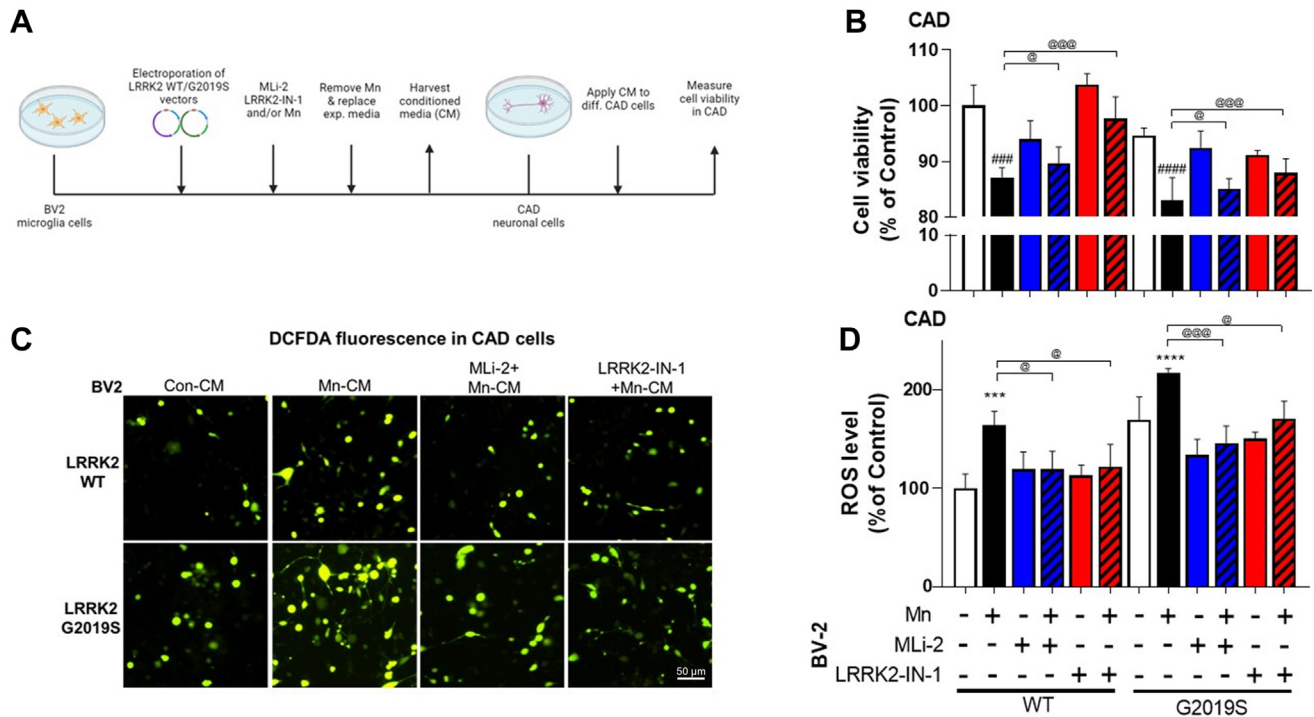 A
Electroporation of
LRRK2 WT/G2019S
vectors
MLi-2
LRRK2-IN-1
and/or Mn
Remove Mn
& replace
exp. media
Harvest
conditioned
media (CM)
Apply CM to
diff. CAD cells
Measure
cell viability
in CAD
BV2
microglia cells
CAD
neuronal cells
B
CAD
Cell viability
(% of Control)
110
100
90
80
10
0
###
@
@@@
####
@
@@@
C
DCFDA fluorescence in CAD cells
BV2
Con-CM
Mn-CM
MLi-2+
Mn-CM
LRRK2-IN-1
+Mn-CM
LRRK2
WT
LRRK2
G2019S
50 µm
D
CAD
ROS level
(%of Control)
200
100
0
***
@
@
****
@@@
@
BV-2
Mn - + - + - + - + - + - +
MLi-2 - - + + - - - - + + - -
LRRK2-IN-1 - - - - + + - - - - + +
WT
G2019S